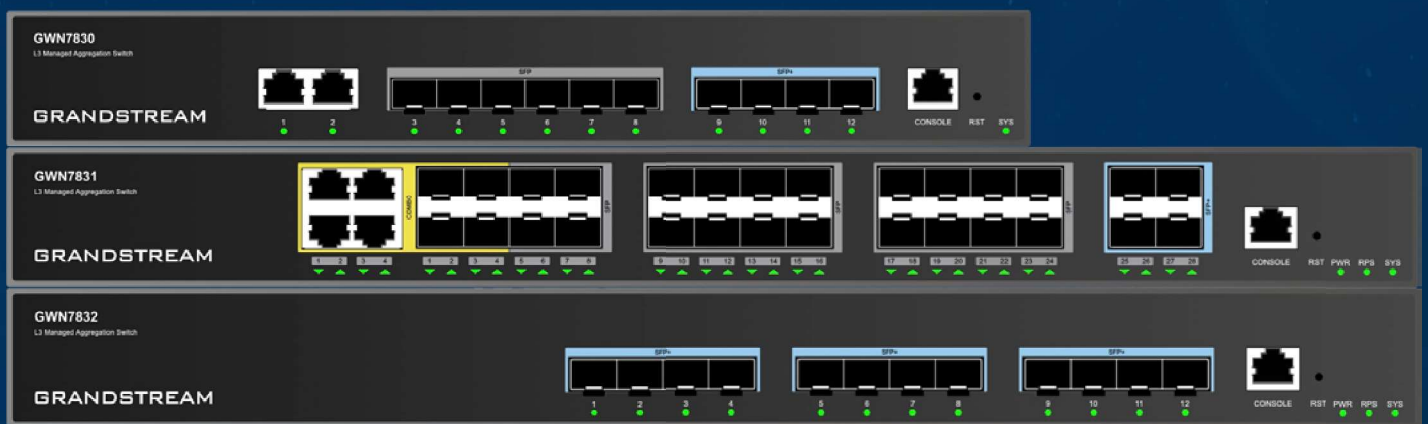 GWN7830
L3 Managed Aggregation Switch
GRANDSTREAM
SFP
SFP+
1 2 3 4 5 6 7 8 9 10 11 12
CONSOLE RST SYS
GWN7831
L3 Managed Aggregation Switch
GRANDSTREAM
COMBO
SFP
SFP
SFP
SFP+
1 2 3 4 1 2 3 4 5 6 7 8 9 10 11 12 13 14 15 16 17 18 19 20 21 22 23 24 25 26 27 28
CONSOLE RST PWR RPS SYS
GWN7832
L3 Managed Aggregation Switch
GRANDSTREAM
SFP+
SFP+
SFP+
1 2 3 4 5 6 7 8 9 10 11 12
CONSOLE RST PWR RPS SYS